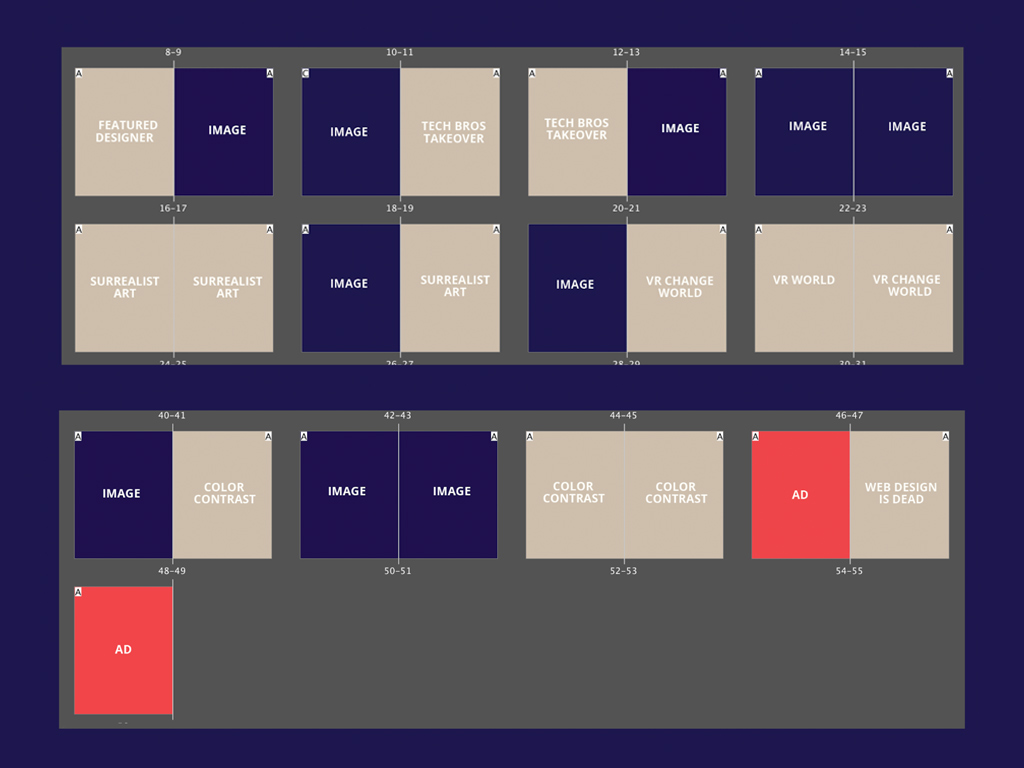 8-9
10-11
12-13
14-15
A
A
C
A
A
A
A
A
FEATURED
DESIGNER
IMAGE
IMAGE
TECH BROS
TAKEOVER
TECH BROS
TAKEOVER
IMAGE
IMAGE
IMAGE
16-17
18-19
20-21
22-23
A
A
A
A
A
A
A
SURREALIST
ART
SURREALIST
ART
IMAGE
SURREALIST
ART
IMAGE
VR CHANGE
WORLD
VR WORLD
VR CHANGE
WORLD
24-25
26-27
28-29
30-31
40-41
42-43
44-45
46-47
A
A
A
A
A
A
A
A
IMAGE
COLOR
CONTRAST
IMAGE
IMAGE
COLOR
CONTRAST
COLOR
CONTRAST
AD
WEB DESIGN
IS DEAD
48-49
50-51
52-53
54-55
A
AD